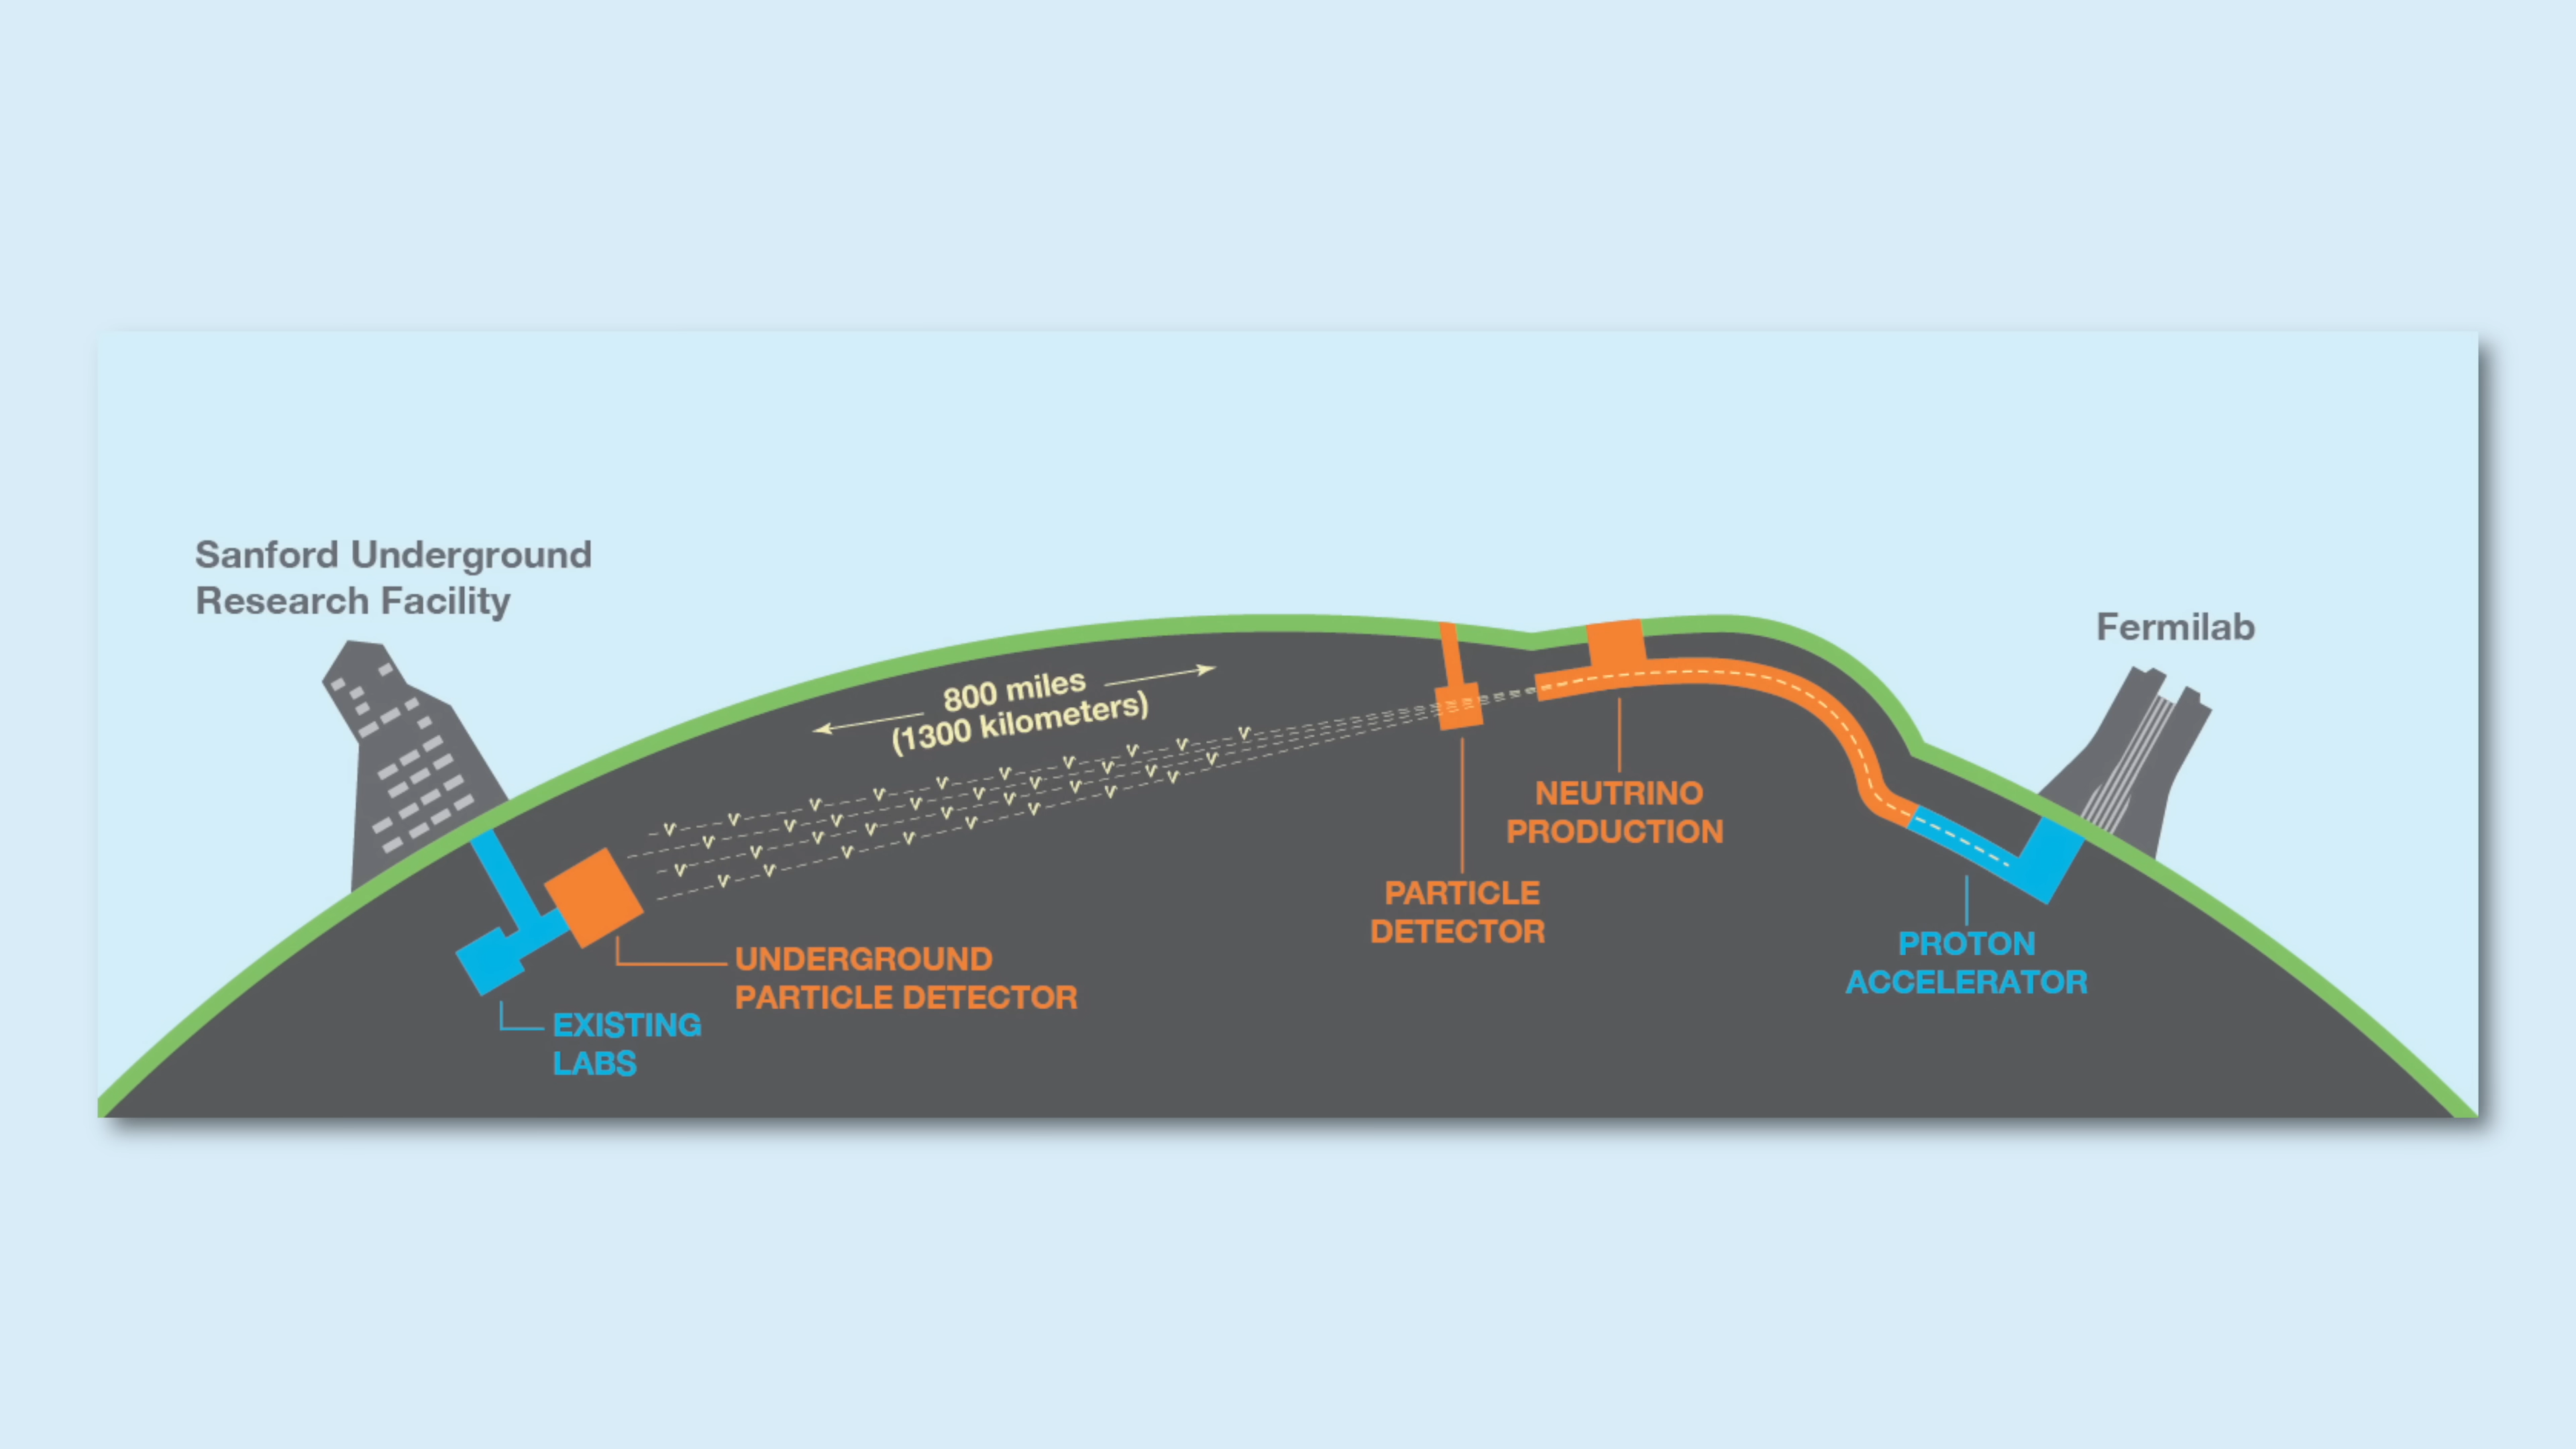 Sanford Underground
Research Facility
Fermilab
800 miles
(1300 kilometers)
NEUTRINO
PRODUCTION
PARTICLE
DETECTOR
PROTON
ACCELERATOR
UNDERGROUND
PARTICLE DETECTOR
EXISTING
LABS